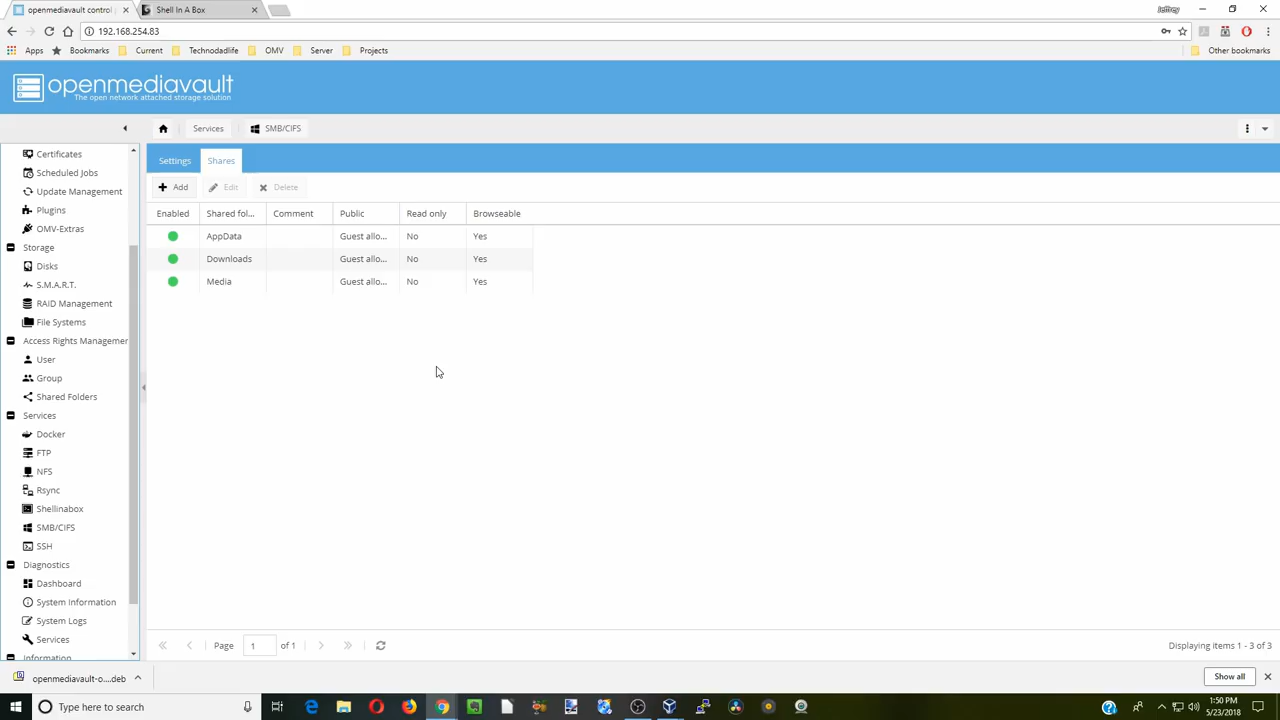 openmediavault control
Shell In A Box
Jeffrey
192.168.254.83
Apps
Bookmarks
Current
Technodadlife
OMV
Server
Projects
Other bookmarks
openmediavault
The open network attached storage solution
Services
SMB/CIFS
Certificates
Scheduled Jobs
Update Management
Plugins
OMV-Extras
Storage
Disks
S.M.A.R.T.
RAID Management
File Systems
Access Rights Managemer
User
Group
Shared Folders
Services
Docker
FTP
NFS
Rsync
Shellinabox
SMB/CIFS
SSH
Diagnostics
Dashboard
System Information
System Logs
Services
Information
Settings
Shares
Add
Edit
Delete
Enabled
Shared fol...
Comment
Public
Read only
Browseable
AppData
Guest allo...
No
Yes
Downloads
Guest allo...
No
Yes
Media
Guest allo...
No
Yes
Page
1
of 1
Displaying items 1 - 3 of 3
openmediavault-o....deb
Show all
Type here to search
1:50 PM
5/23/2018